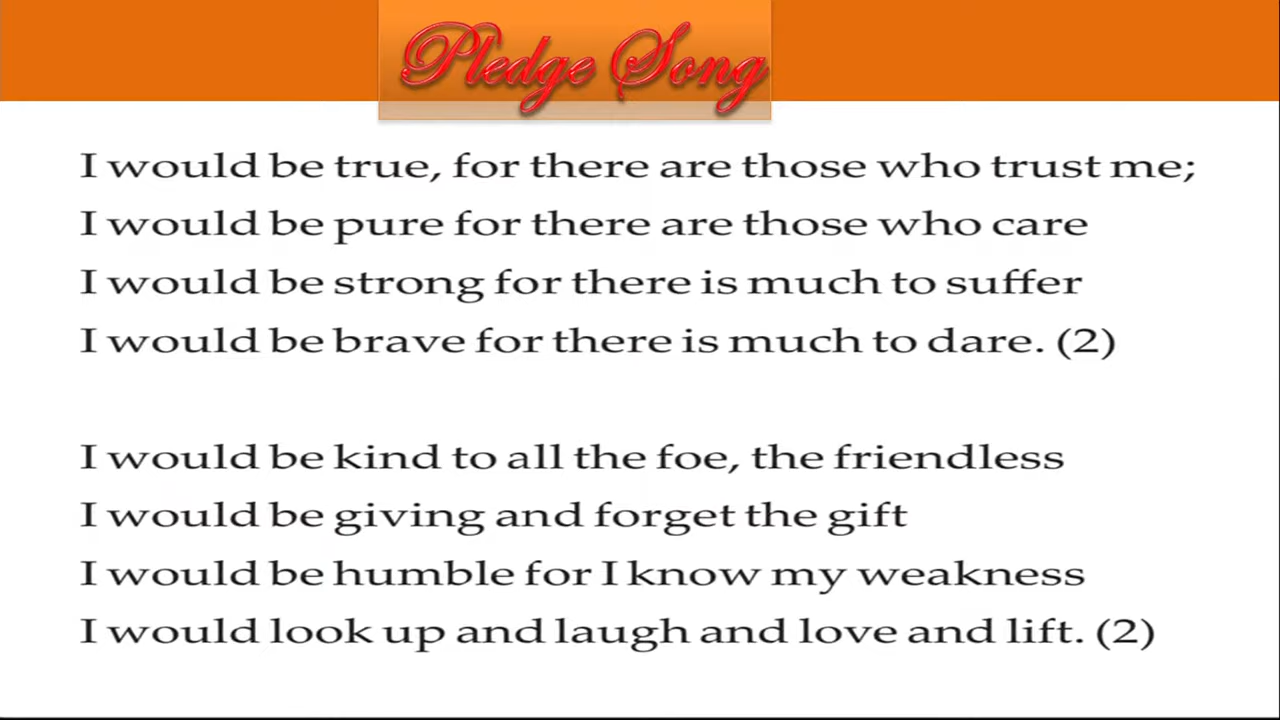 Pledge Song
I would be true, for there are those who trust me;
I would be pure for there are those who care
I would be strong for there is much to suffer
I would be brave for there is much to dare. (2)
I would be kind to all the foe, the friendless
I would be giving and forget the gift
I would be humble for I know my weakness
I would look up and laugh and love and lift. (2)